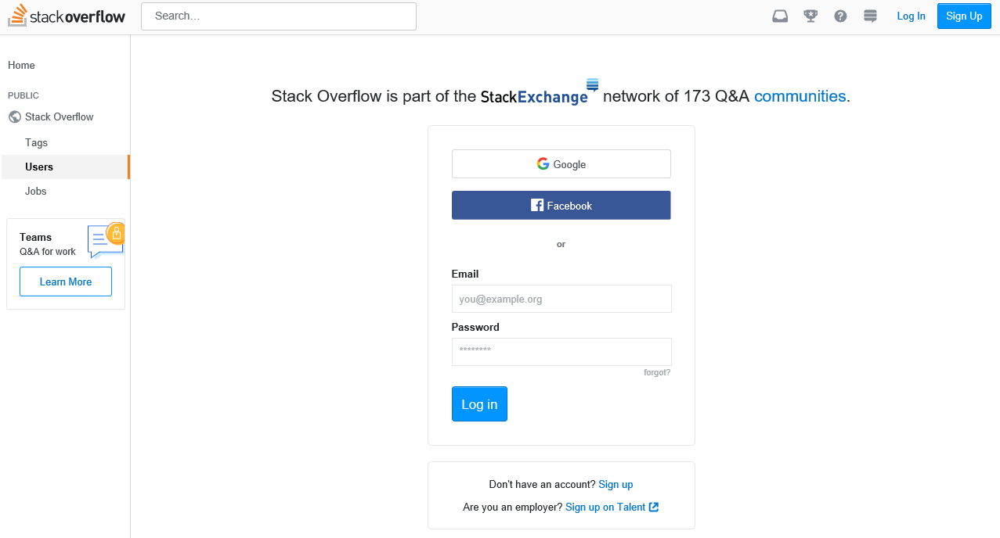 stackoverflow
Search...
Log In
Sign Up
Home
PUBLIC
Stack Overflow
Tags
Users
Jobs
Teams
Q&A for work
Learn More
Stack Overflow is part of the StackExchange network of 173 Q&A communities.
Google
Facebook
or
Email
you@example.org
Password
********
forgot?
Log in
Don't have an account? Sign up
Are you an employer? Sign up on Talent